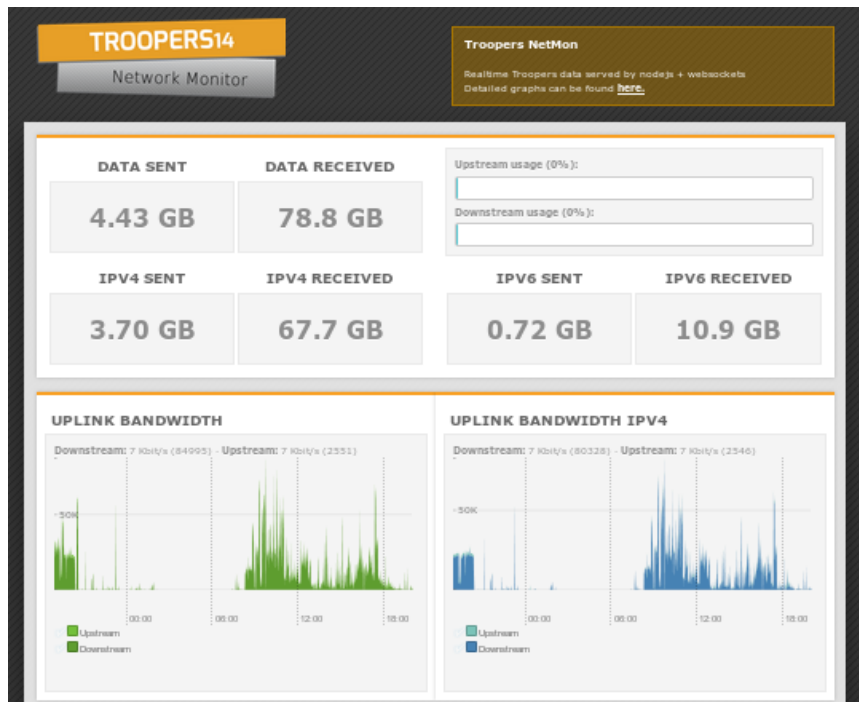 TROOPERS14
Network Monitor
Troopers NetMon
Realtime Troopers data served by nodejs + websockets
Detailed graphs can be found here.
DATA SENT
DATA RECEIVED
4.43 GB
78.8 GB
Upstream usage (0%):
Downstream usage (0%):
IPV4 SENT
IPV4 RECEIVED
IPV6 SENT
IPV6 RECEIVED
3.70 GB
67.7 GB
0.72 GB
10.9 GB
UPLINK BANDWIDTH
Downstream: 7 Kbit/s (84995) - Upstream: 7 Kbit/s (2551)
50K
00:00 06:00 12:00 18:00
Upstream
Downstream
UPLINK BANDWIDTH IPV4
Downstream: 7 Kbit/s (80328) - Upstream: 7 Kbit/s (2546)
50K
00:00 06:00 12:00 18:00
Upstream
Downstream